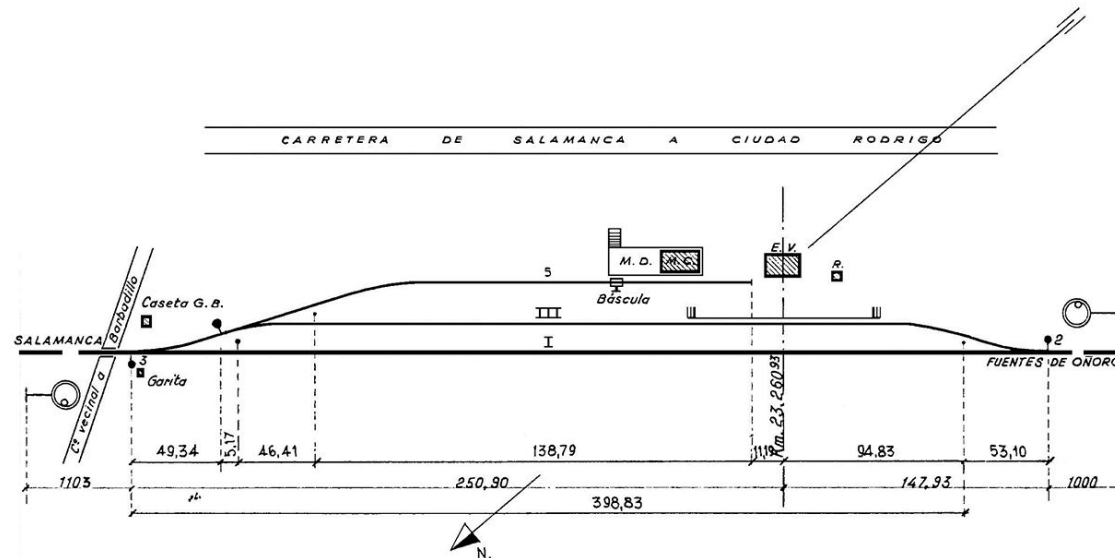 CARRETERA DE SALAMANCA A CIUDAD RODRIGO
E. V.
M. D.
M. C.
R.
5
Báscula
Caseta G. B.
III
SALAMANCA
Cº vecinal a Barbadillo
I
2
3
FUENTES DE OÑORO
Garita
Km. 23,260 93
49,34
5,17
46,41
138,79
94,83
53,10
1103
250,90
147,93
1000
398,83
N.